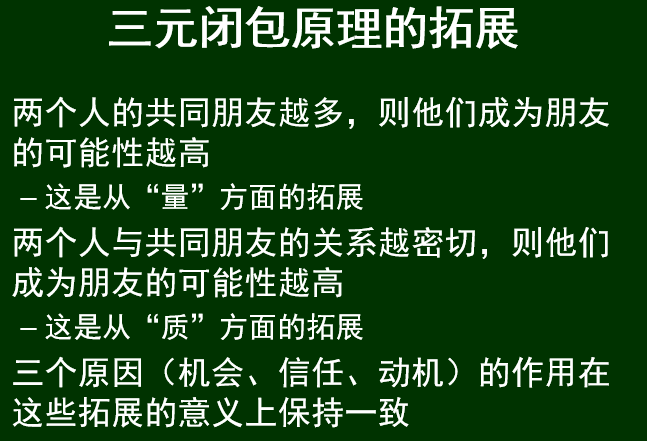 三元闭包原理的拓展
两个人的共同朋友越多，则他们成为朋友
的可能性越高
– 这是从“量”方面的拓展
两个人与共同朋友的关系越密切，则他们
成为朋友的可能性越高
– 这是从“质”方面的拓展
三个原因（机会、信任、动机）的作用在
这些拓展的意义上保持一致